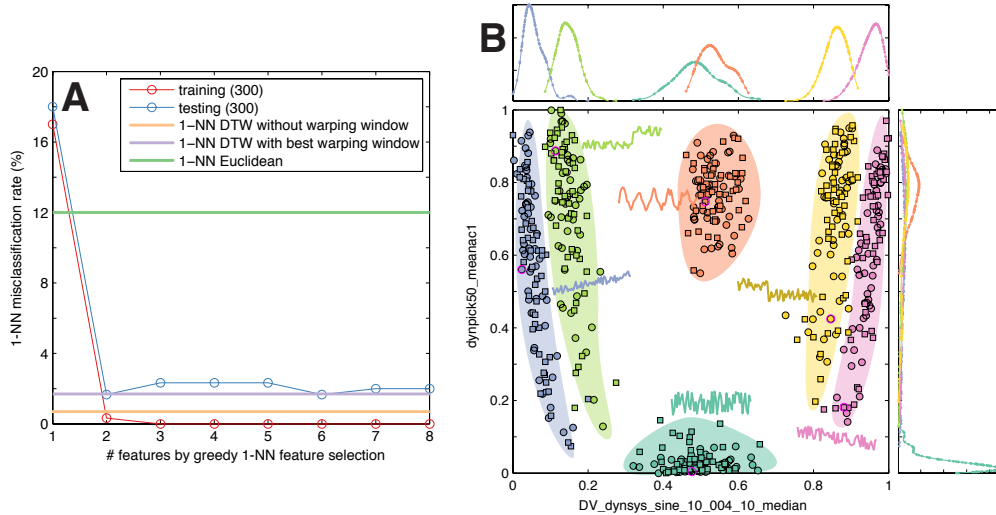 A
B
20
16
12
8
4
0
1-NN misclassification rate (%)
training (300)
testing (300)
1-NN DTW without warping window
1-NN DTW with best warping window
1-NN Euclidean
1 2 3 4 5 6 7 8
# features by greedy 1-NN feature selection
1
0.8
0.6
0.4
0.2
0
dynpick50_meanac1
0 0.2 0.4 0.6 0.8 1
DV_dynsys_sine_10_004_10_median